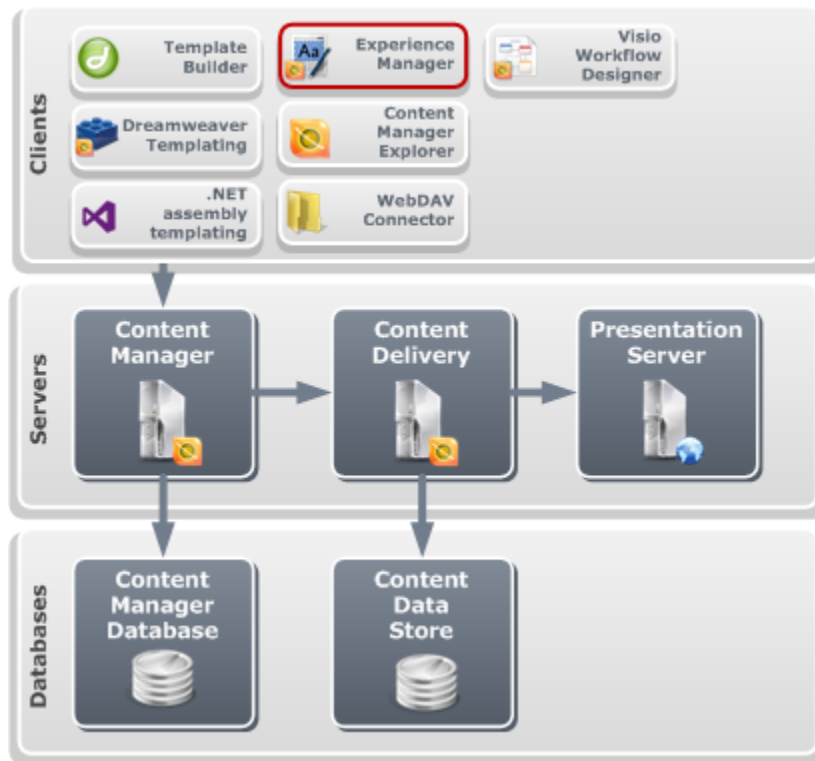 Clients
Template
Builder
Experience
Manager
Visio
Workflow
Designer
Dreamweaver
Templating
Content
Manager
Explorer
.NET
assembly
templating
WebDAV
Connector
Servers
Content
Manager
Content
Delivery
Presentation
Server
Databases
Content
Manager
Database
Content
Data
Store